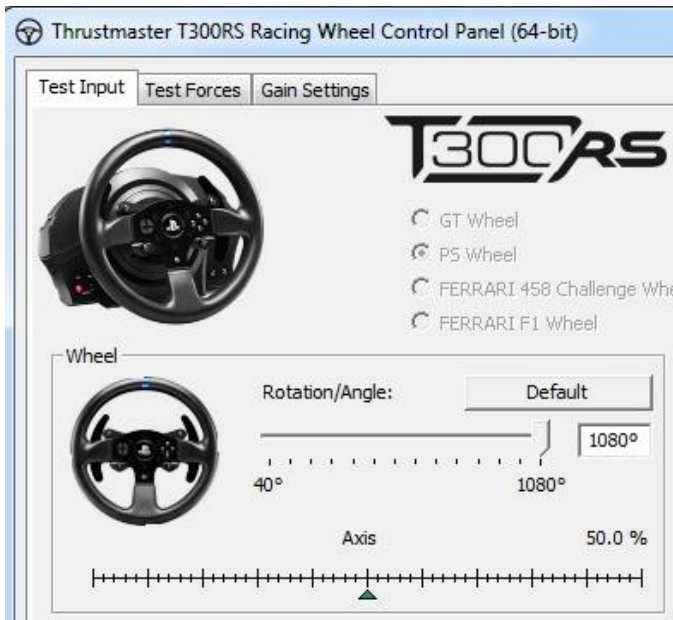 Thrustmaster T300RS Racing Wheel Control Panel (64-bit)
Test Input Test Forces Gain Settings
T300RS
GT Wheel
PS Wheel
FERRARI 458 Challenge Whe
FERRARI F1 Wheel
Wheel
Rotation/Angle: Default
1080°
40° 1080°
Axis 50.0 %